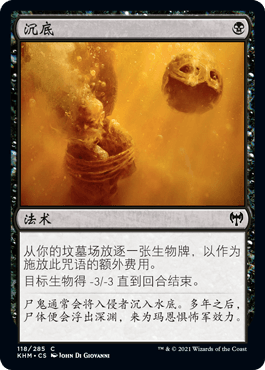 沉底
法术
从你的坟墓场放逐一张生物牌，以作为
施放此咒语的额外费用。
目标生物得 -3/-3 直到回合结束。
尸鬼通常会将入侵者沉入水底。多年之后，
尸体便会浮出深渊，来为玛恩惧怖军效力。
118/285 C
KHM • CS John Di Giovanni
™ & © 2021 Wizards of the Coast